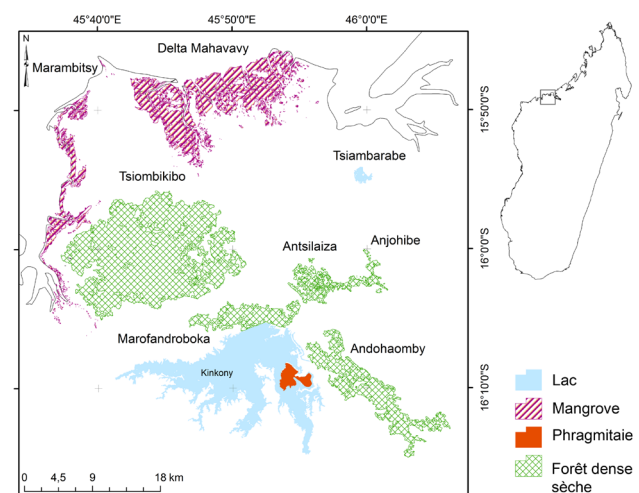 45°40'0"E 45°50'0"E 46°0'0"E
N
Delta Mahavavy
Marambitsy
15°50'0"S
Tsiambarabe
Tsiombikibo
Antsilaiza
Anjohibe
16°0'0"S
Marofandroboka
Andohaomby
Kinkony
16°10'0"S
Lac
Mangrove
Phragmitaie
Forêt dense
sèche
0 4,5 9 18 km